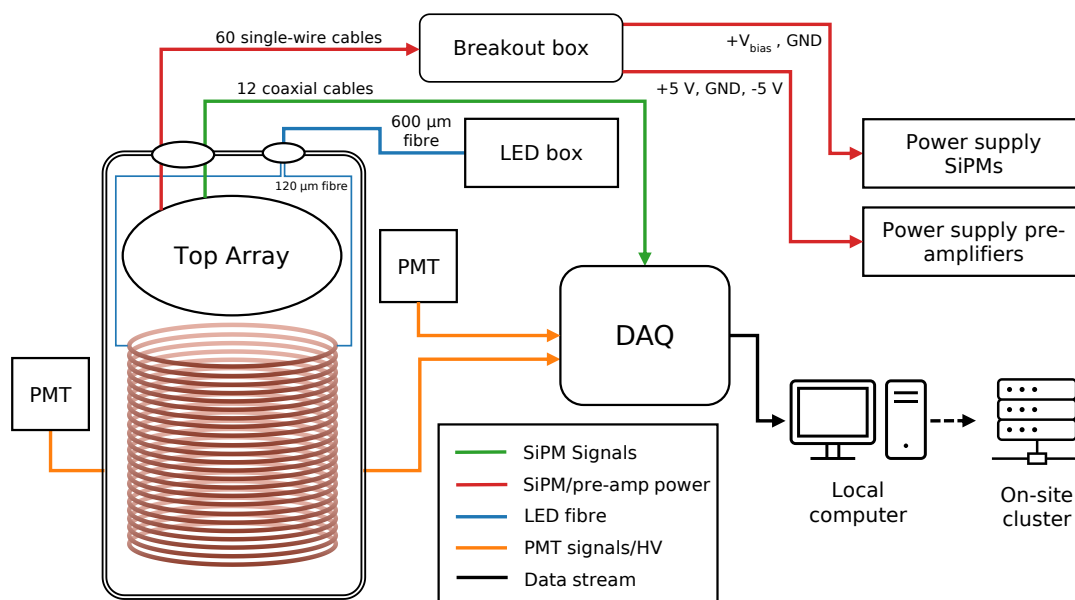 60 single-wire cables
Breakout box
+V_bias , GND
+5 V, GND, -5 V
12 coaxial cables
600 μm
fibre
LED box
Power supply
SiPMs
120 μm fibre
Top Array
PMT
Power supply pre-
amplifiers
DAQ
PMT
SiPM Signals
SiPM/pre-amp power
LED fibre
PMT signals/HV
Data stream
Local
computer
On-site
cluster